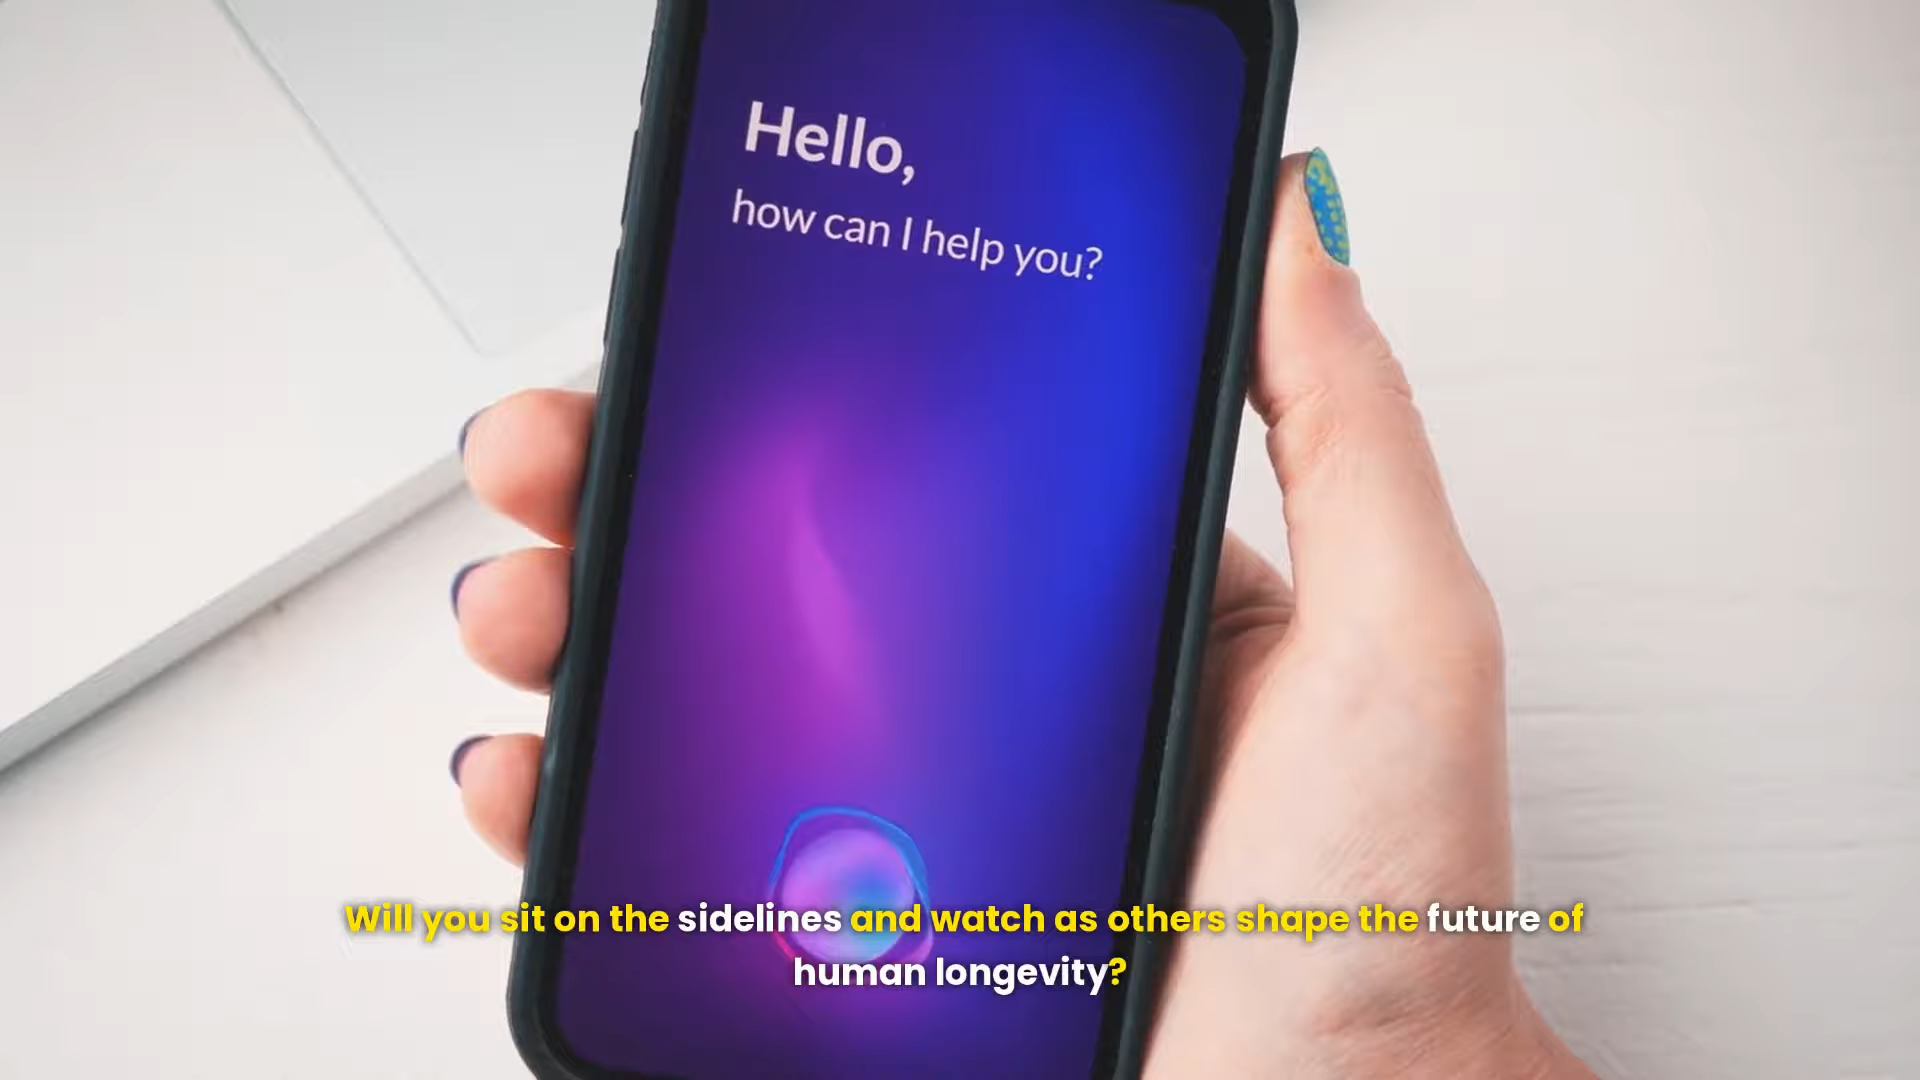 Hello,
how can I help you?
Will you sit on the sidelines and watch as others shape the future of
human longevity?